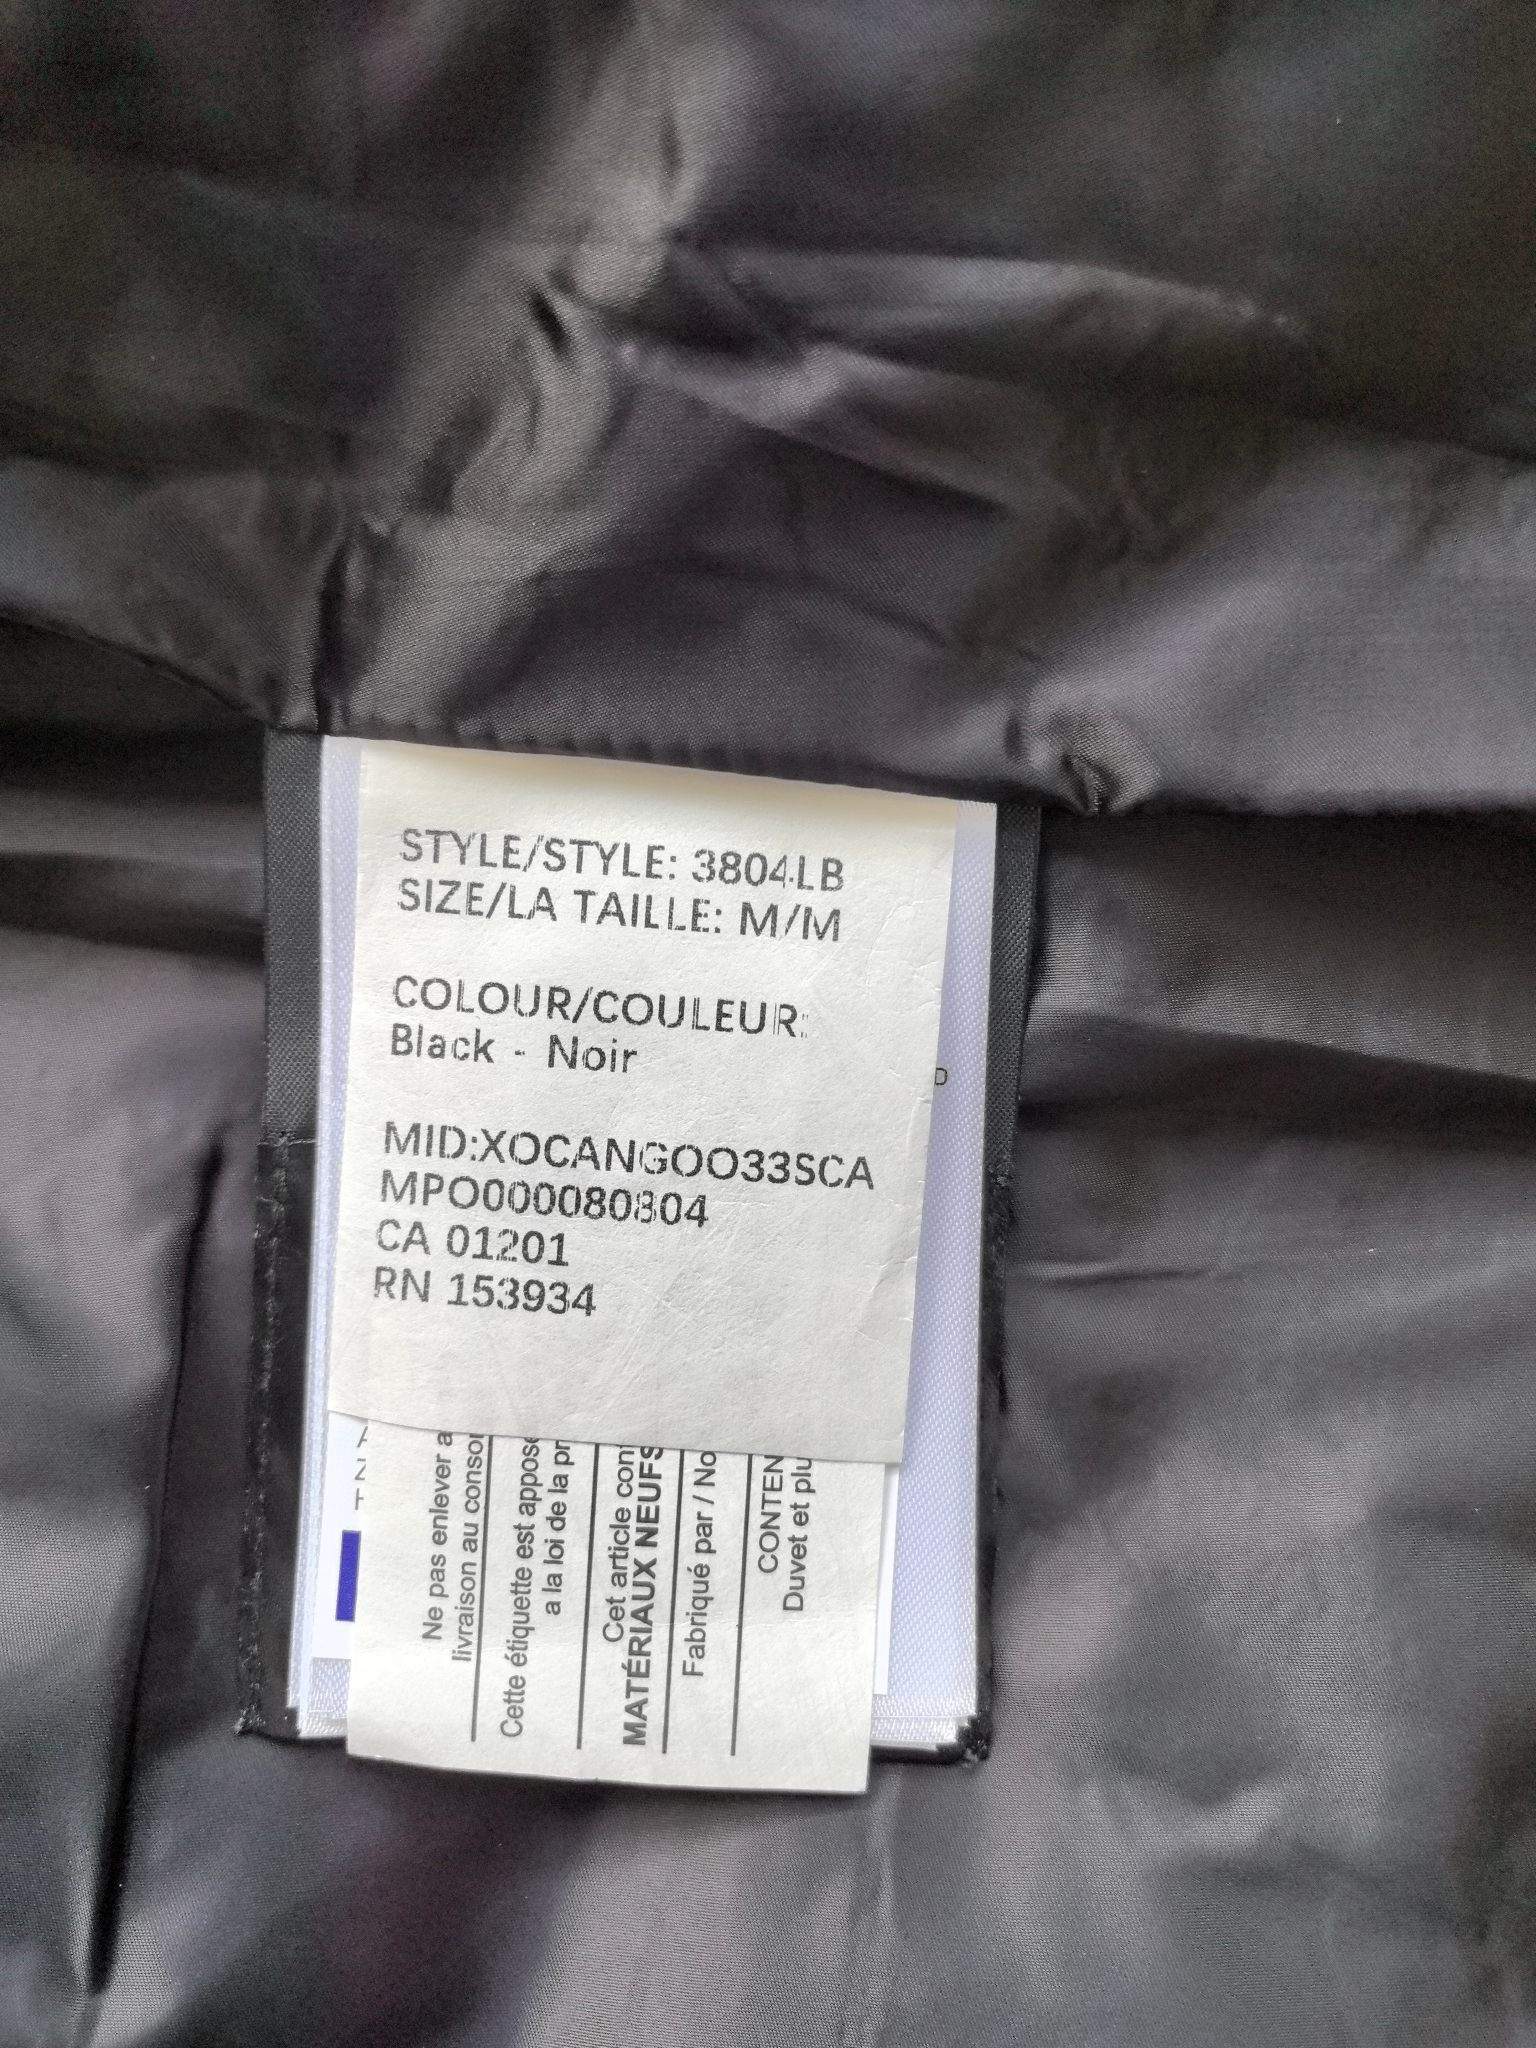 STYLE/STYLE: 3804LB
SIZE/LA TAILLE: M/M
COLOUR/COULEUR:
Black - Noir
MID:XOCANGOO33SCA
MPO000080804
CA 01201
RN 153934
D
Ne pas enlever a
livraison au conso
Cette étiquette est appos
a la loi de la pr
Cet article con
MATÉRIAUX NEUFS
Fabriqué par / No
CONTEN
Duvet et plu